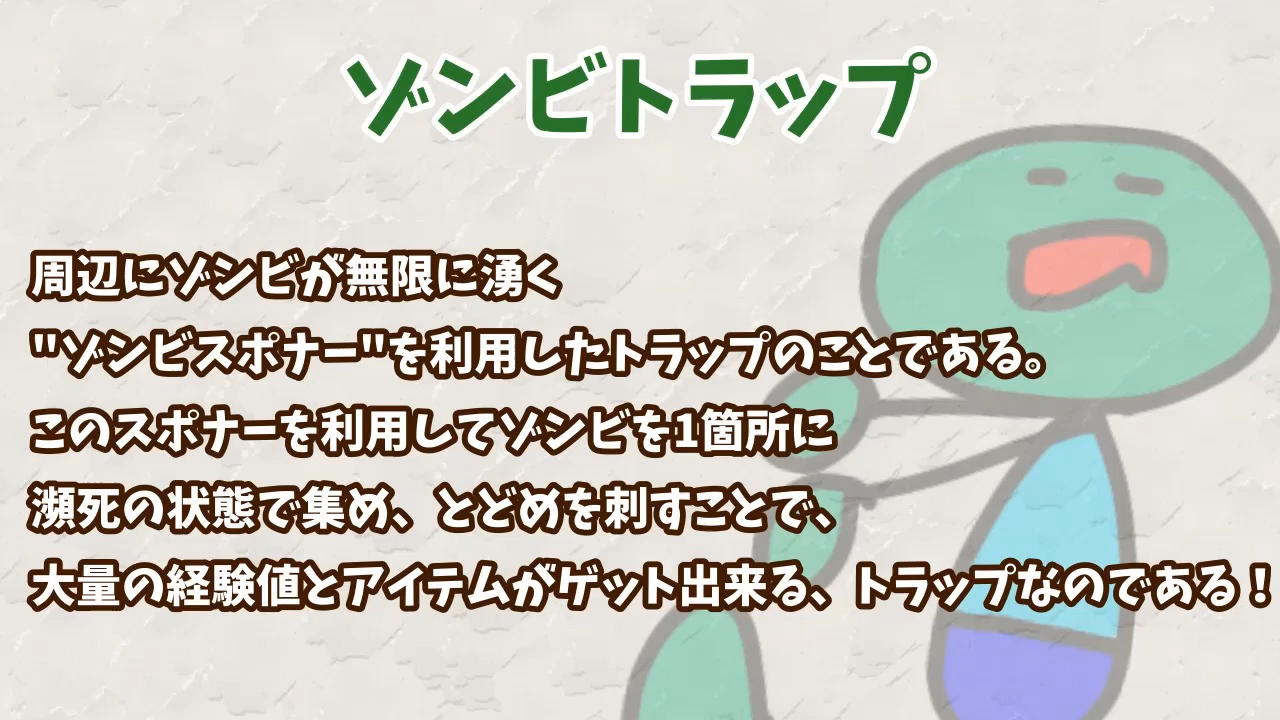 ゾンビトラップ
周辺にゾンビが無限に湧く
"ゾンビスポナー"を利用したトラップのことである。
このスポナーを利用してゾンビを1箇所に
瀕死の状態で集め、とどめを刺すことで、
大量の経験値とアイテムがゲット出来る、トラップなのである！